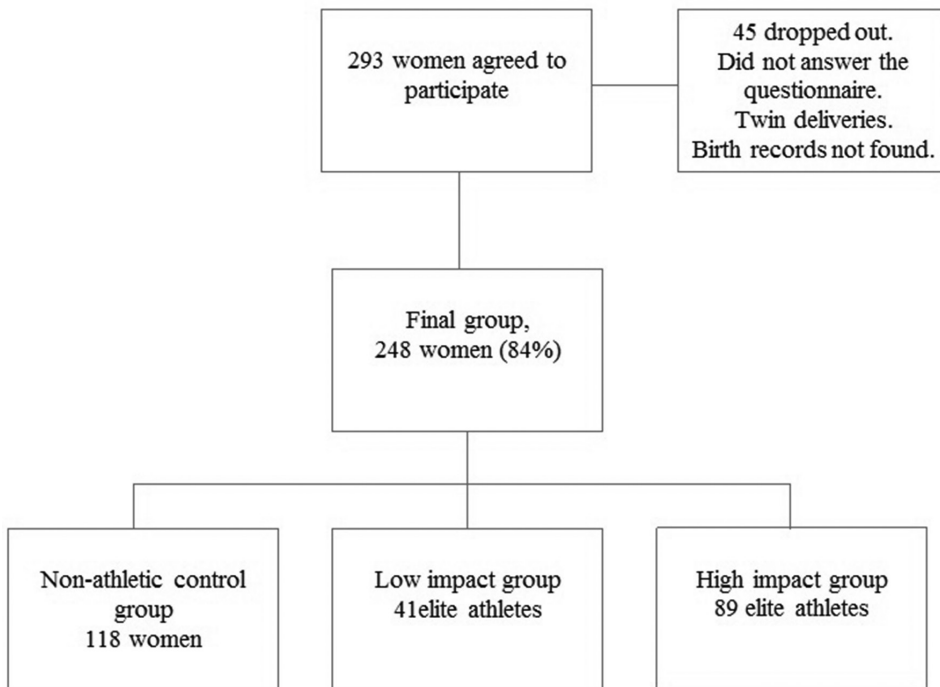 293 women agreed to
participate
45 dropped out.
Did not answer the
questionnaire.
Twin deliveries.
Birth records not found.
Final group,
248 women (84%)
Non-athletic control
group
118 women
Low impact group
41elite athletes
High impact group
89 elite athletes